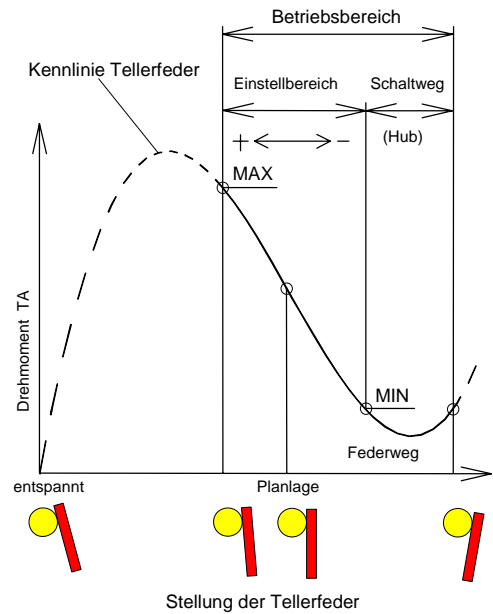 Betriebsbereich
Kennlinie Tellerfeder
Einstellbereich
Schaltweg
(Hub)
+ -
MAX
Drehmoment TA
MIN
Federweg
entspannt
Planlage
Stellung der Tellerfeder